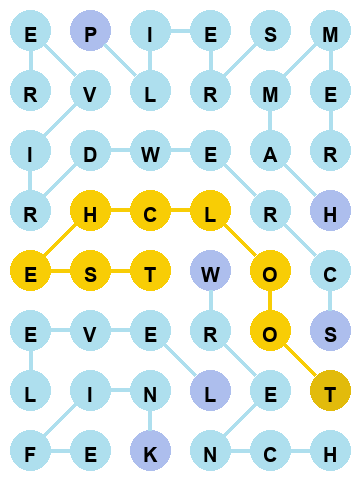 E P I E S M
R V L R M E
I D W E A R
R H C L R H
E S T W O C
E V E R O S
L I N L E T
F E K N C H